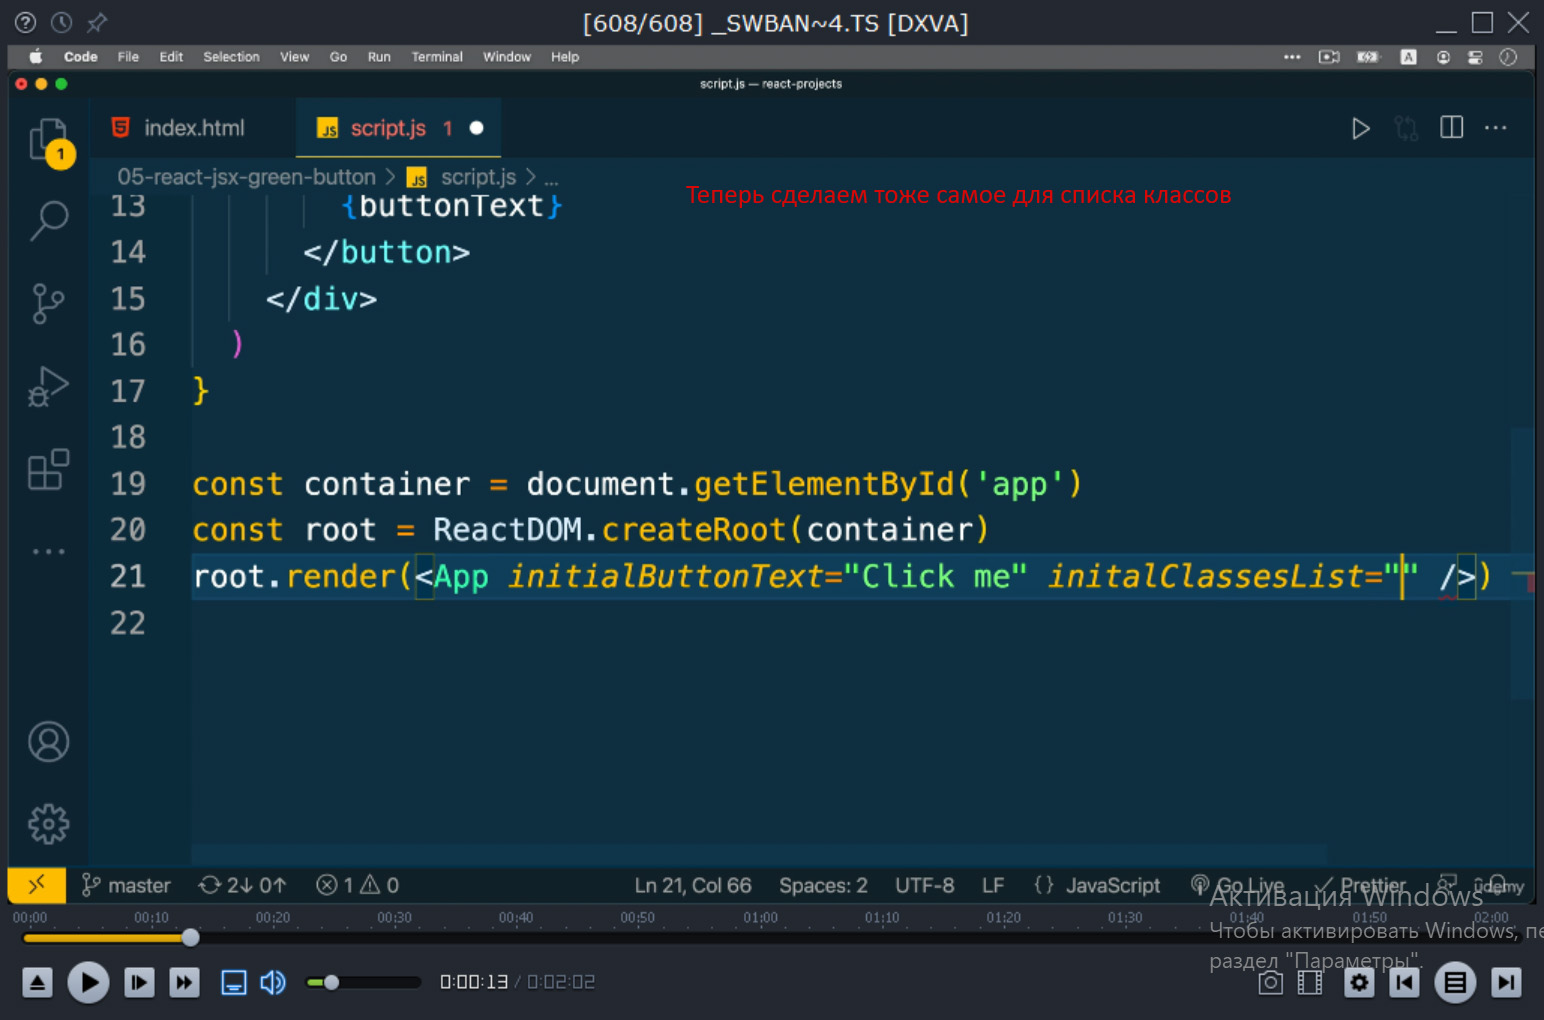 [608/608] _SWBAN~4.TS [DXVA]
Code File Edit Selection View Go Run Terminal Window Help
A
script.js — react-projects
index.html
JS script.js 1
1
05-react-jsx-green-button > JS script.js > ...
Теперь сделаем тоже самое для списка классов
13 {buttonText}
14 </button>
15 </div>
16 )
17 }
18
19 const container = document.getElementById('app')
20 const root = ReactDOM.createRoot(container)
21 root.render(<App initialButtonText="Click me" initalClassesList="" />)
22
master 2↓ 0↑ 1 0 Ln 21, Col 66 Spaces: 2 UTF-8 LF {} JavaScript Go Live Prettier
ûdemy
Активация Windows
Чтобы активировать Windows,
раздел "Параметры".
00:00 00:10 00:20 00:30 00:40 00:50 01:00 01:10 01:20 01:30 01:40 01:50 02:00
0:00:13 / 0:02:02